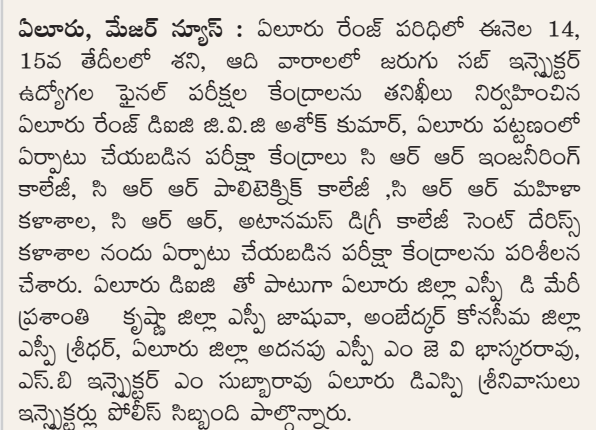 ఏలూరు, మేజర్ న్యూస్ : ఏలూరు రేంజ్ పరిధిలో ఈనెల 14,
15వ తేదీలలో శని, ఆది వారాలలో జరుగు సబ్ ఇన్స్పెక్టర్
ఉద్యోగల ఫైనల్ పరీక్షల కేంద్రాలను తనిఖీలు నిర్వహించిన
ఏలూరు రేంజ్ డిఐజి జి.వి.జి అశోక్ కుమార్, ఏలూరు పట్టణంలో
ఏర్పాటు చేయబడిన పరీక్షా కేంద్రాలు సి ఆర్ ఆర్ ఇంజనీరింగ్
కాలేజీ, సి ఆర్ ఆర్ పాలిటెక్నిక్ కాలేజీ ,సి ఆర్ ఆర్ మహిళా
కళాశాల, సి ఆర్ ఆర్, అటానమస్ డిగ్రీ కాలేజీ సెంట్ దేరిస్స్
కళాశాల నందు ఏర్పాటు చేయబడిన పరీక్షా కేంద్రాలను పరిశీలన
చేశారు. ఏలూరు డిఐజి తో పాటుగా ఏలూరు జిల్లా ఎస్పీ డి మేరీ
ప్రశాంతి కృష్ణా జిల్లా ఎస్పీ జాషువా, అంబేద్కర్ కోనసీమ జిల్లా
ఎస్పీ శ్రీధర్, ఏలూరు జిల్లా అదనపు ఎస్పీ ఎం జె వి భాస్కరరావు,
ఎస్.బి ఇన్స్పెక్టర్ ఎం సుబ్బారావు ఏలూరు డిఎస్పి శ్రీనివాసులు
ఇన్స్పెక్టర్లు పోలీస్ సిబ్బంది పాల్గొన్నారు.